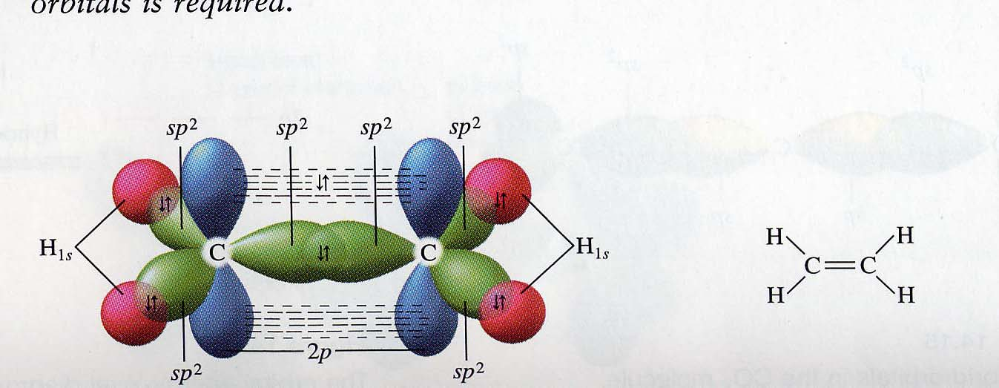 orbitals is required.
sp² sp² sp² sp²
↓↑
↓↑ ↓↑
H₁ₛ C ↓↑ C H₁ₛ
↓↑ ↓↑
2p
sp² sp²
H H
C=C
H H